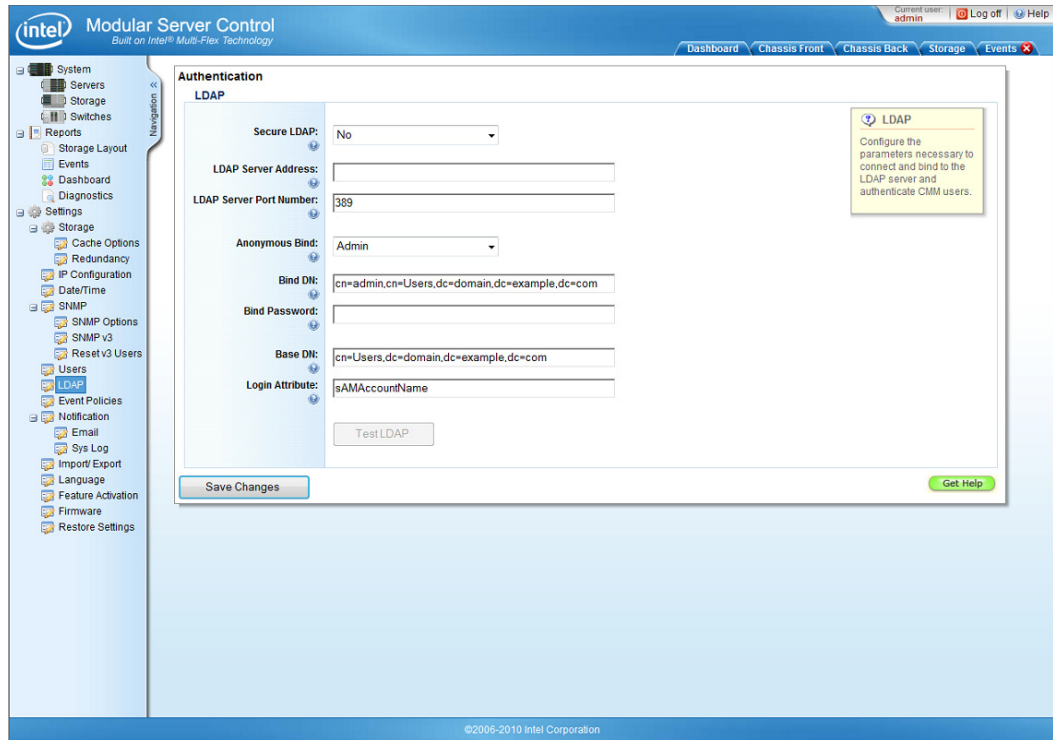 intel
Modular Server Control
Built on Intel® Multi-Flex Technology
Current user:
admin
Log off
Help
Dashboard
Chassis Front
Chassis Back
Storage
Events
System
Servers
Storage
Switches
Reports
Storage Layout
Events
Dashboard
Diagnostics
Settings
Storage
Cache Options
Redundancy
IP Configuration
Date/Time
SNMP
SNMP Options
SNMP v3
Reset v3 Users
Users
LDAP
Event Policies
Notification
Email
Sys Log
Import/ Export
Language
Feature Activation
Firmware
Restore Settings
«
Navigation
Authentication
LDAP
Secure LDAP:
No
LDAP Server Address:
LDAP Server Port Number:
389
Anonymous Bind:
Admin
Bind DN:
cn=admin,cn=Users,dc=domain,dc=example,dc=com
Bind Password:
Base DN:
cn=Users,dc=domain,dc=example,dc=com
Login Attribute:
sAMAccountName
Test LDAP
Save Changes
Get Help
LDAP
Configure the
parameters necessary to
connect and bind to the
LDAP server and
authenticate CMM users.
©2006-2010 Intel Corporation